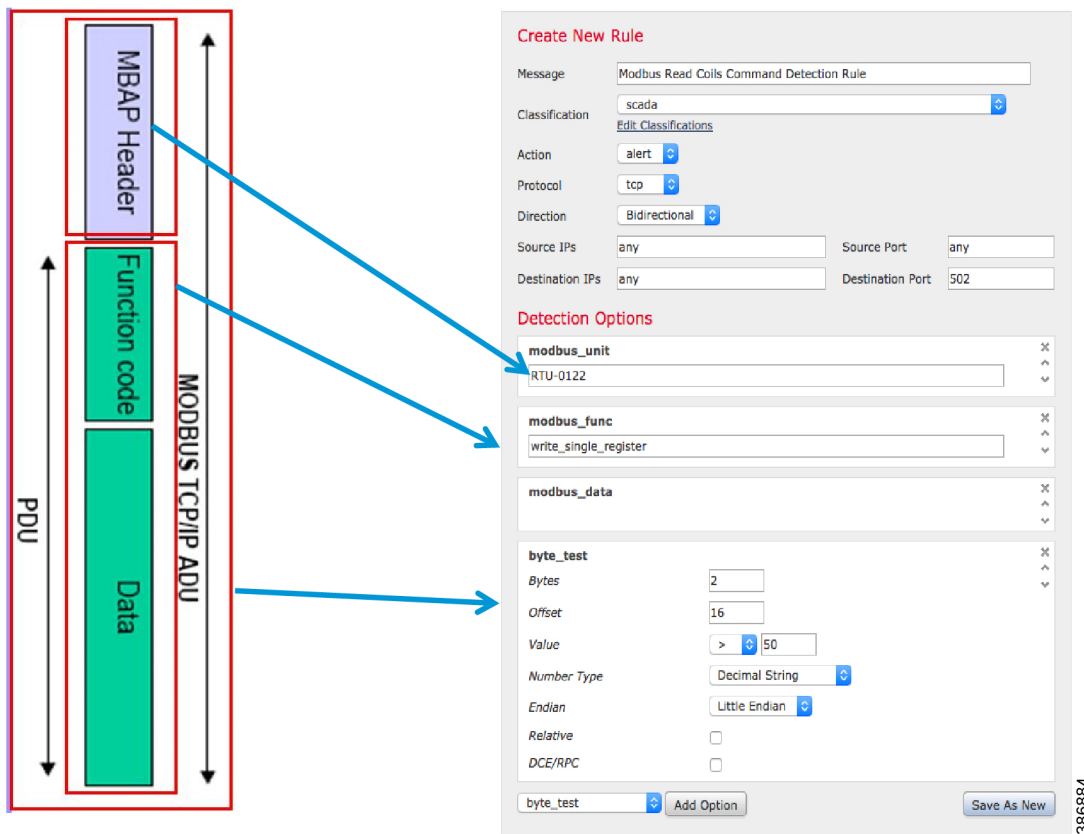 MBAP Header
Function code
Data
PDU
MODBUS TCP/IP ADU
Create New Rule
Message Modbus Read Coils Command Detection Rule
Classification scada
Edit Classifications
Action alert
Protocol tcp
Direction Bidirectional
Source IPs any Source Port any
Destination IPs any Destination Port 502
Detection Options
modbus_unit
RTU-0122
modbus_func
write_single_register
modbus_data
byte_test
Bytes 2
Offset 16
Value > 50
Number Type Decimal String
Endian Little Endian
Relative
DCE/RPC
byte_test Add Option Save As New
386884